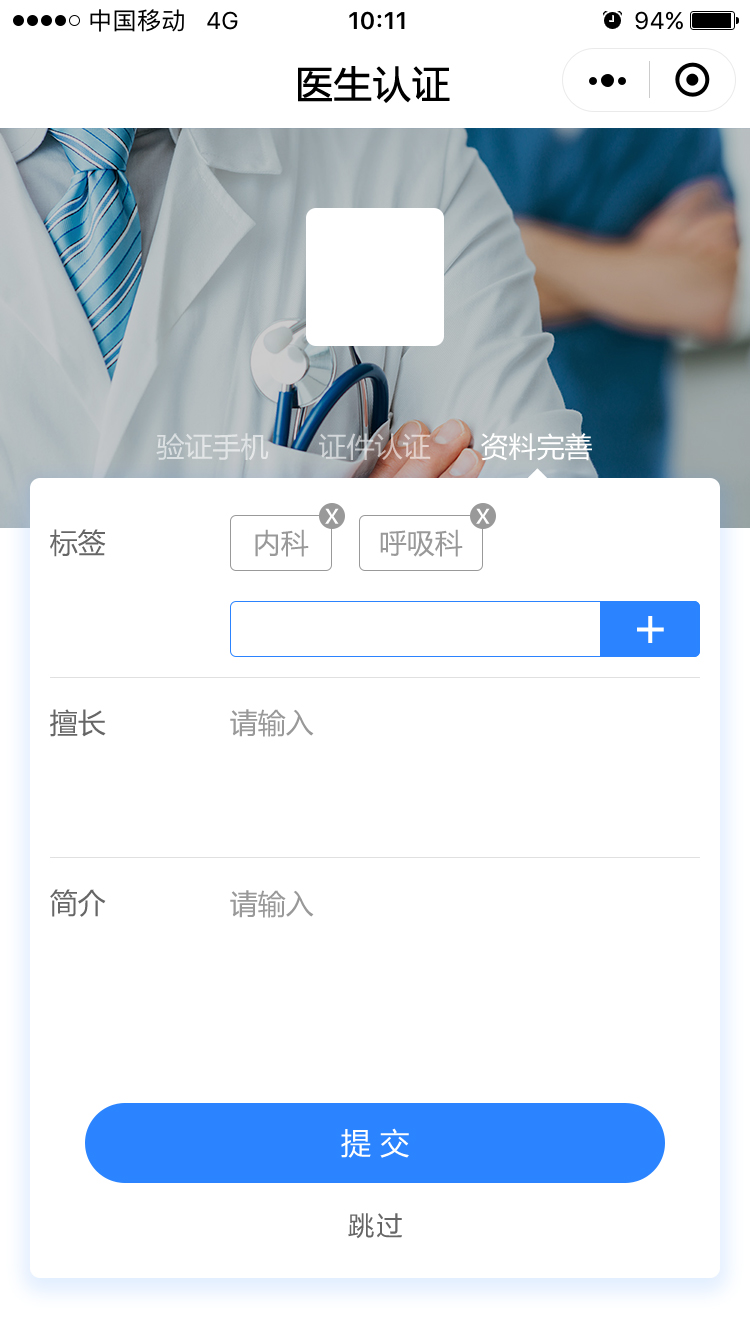 中国移动 4G 10:11 94%
医生认证
验证手机 证件认证 资料完善
标签 内科 X 呼吸科 X
+
擅长 请输入
简介 请输入
提 交
跳过